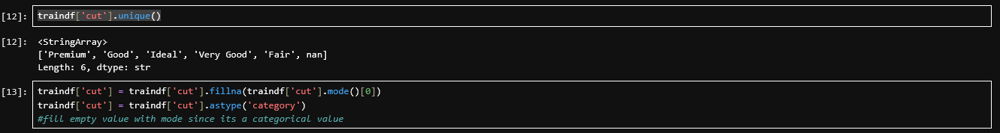 [12]: traindf['cut'].unique()
[12]: <StringArray>
['Premium', 'Good', 'Ideal', 'Very Good', 'Fair', nan]
Length: 6, dtype: str
[13]: traindf['cut'] = traindf['cut'].fillna(traindf['cut'].mode()[0])
traindf['cut'] = traindf['cut'].astype('category')
#fill empty value with mode since its a categorical value